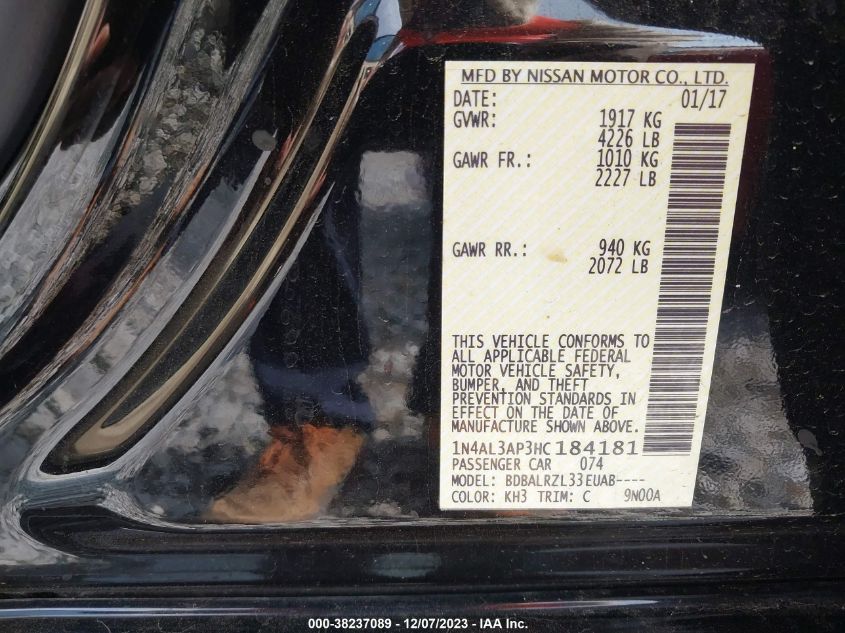 MFD BY NISSAN MOTOR CO., LTD.
DATE: 01/17
GVWR: 1917 KG
4226 LB
GAWR FR.: 1010 KG
2227 LB
GAWR RR.: 940 KG
2072 LB
THIS VEHICLE CONFORMS TO
ALL APPLICABLE FEDERAL
MOTOR VEHICLE SAFETY,
BUMPER, AND THEFT
PREVENTION STANDARDS IN
EFFECT ON THE DATE OF
MANUFACTURE SHOWN ABOVE.
1N4AL3AP3HC184181
PASSENGER CAR 074
MODEL: BDBALRZL33EUAB----
COLOR: KH3 TRIM: C 9N00A
000-38237089 - 12/07/2023 - IAA Inc.